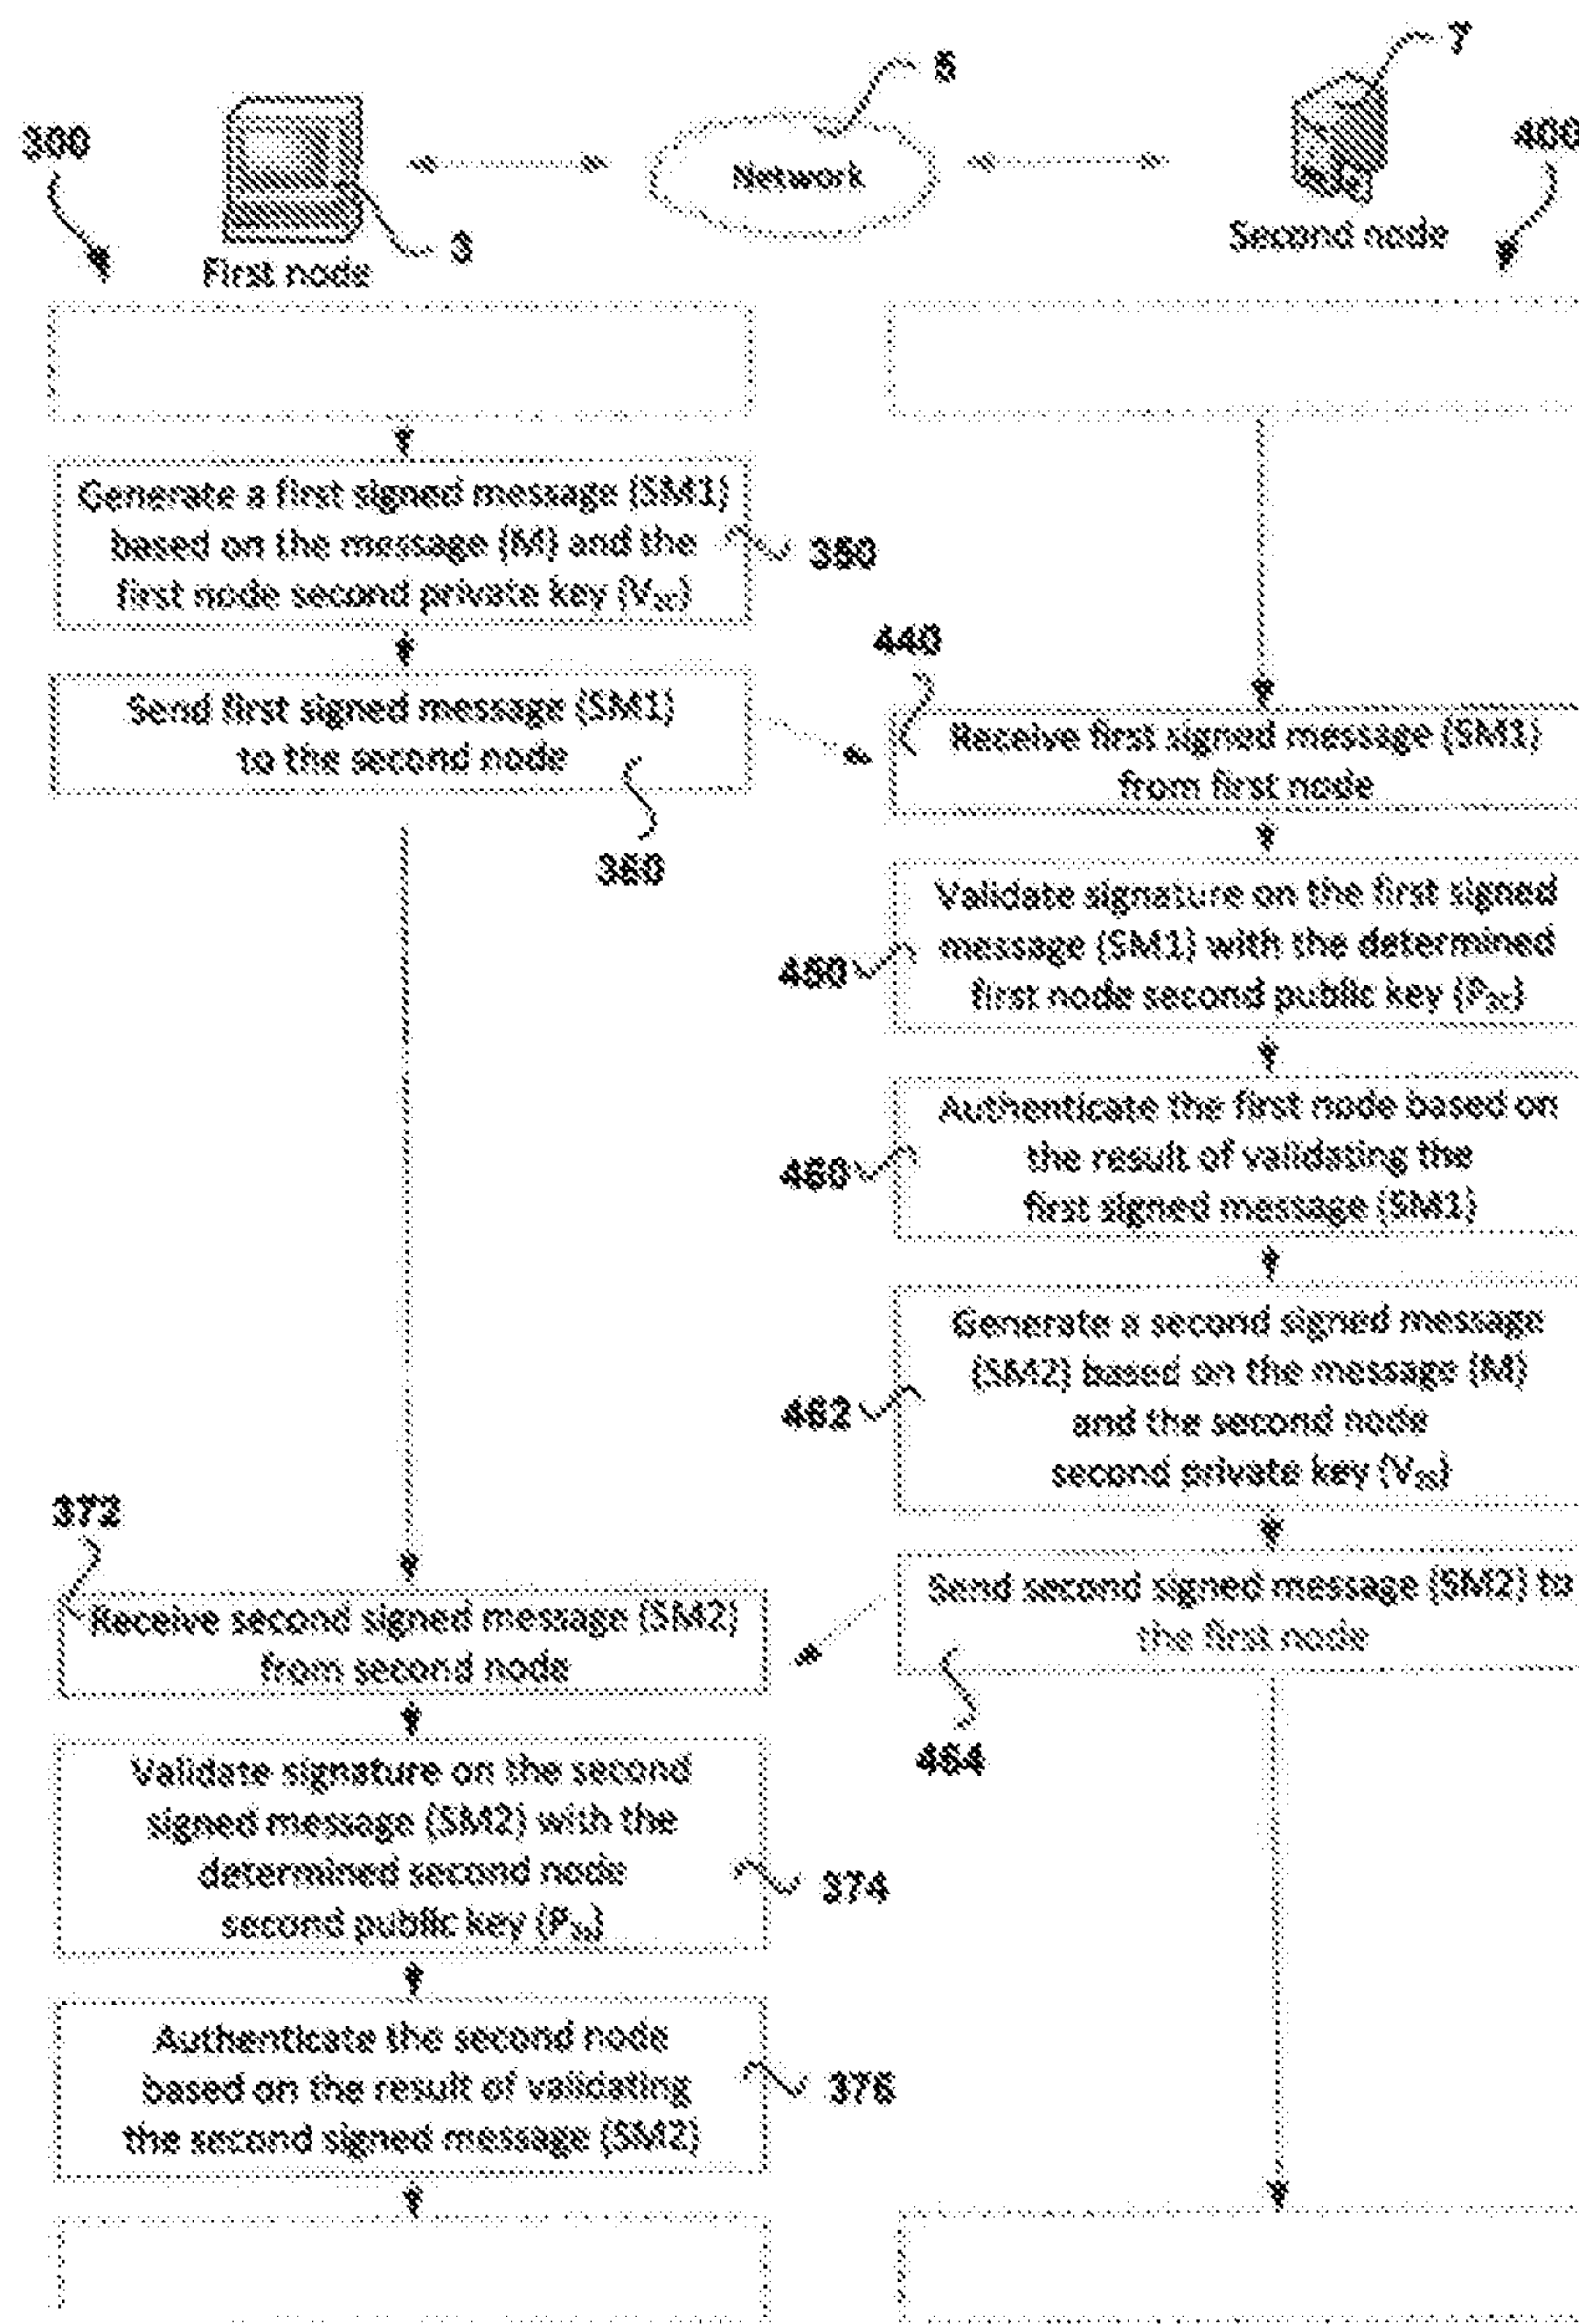 300
3
First node
5
Network
7
Second node
400
Generate a first signed message (SM1)
based on the message (M) and the
first node second private key (V2C)
350
Send first signed message (SM1)
to the second node
360
440
Receive first signed message (SM1)
from first node
Validate signature on the first signed
message (SM1) with the determined
first node second public key (P2C)
450
Authenticate the first node based on
the result of validating the
first signed message (SM1)
460
Generate a second signed message
(SM2) based on the message (M)
and the second node
second private key (V2S)
462
Send second signed message (SM2) to
the first node
464
372
Receive second signed message (SM2)
from second node
Validate signature on the second
signed message (SM2) with the
determined second node
second public key (P2S)
374
Authenticate the second node
based on the result of validating
the second signed message (SM2)
376